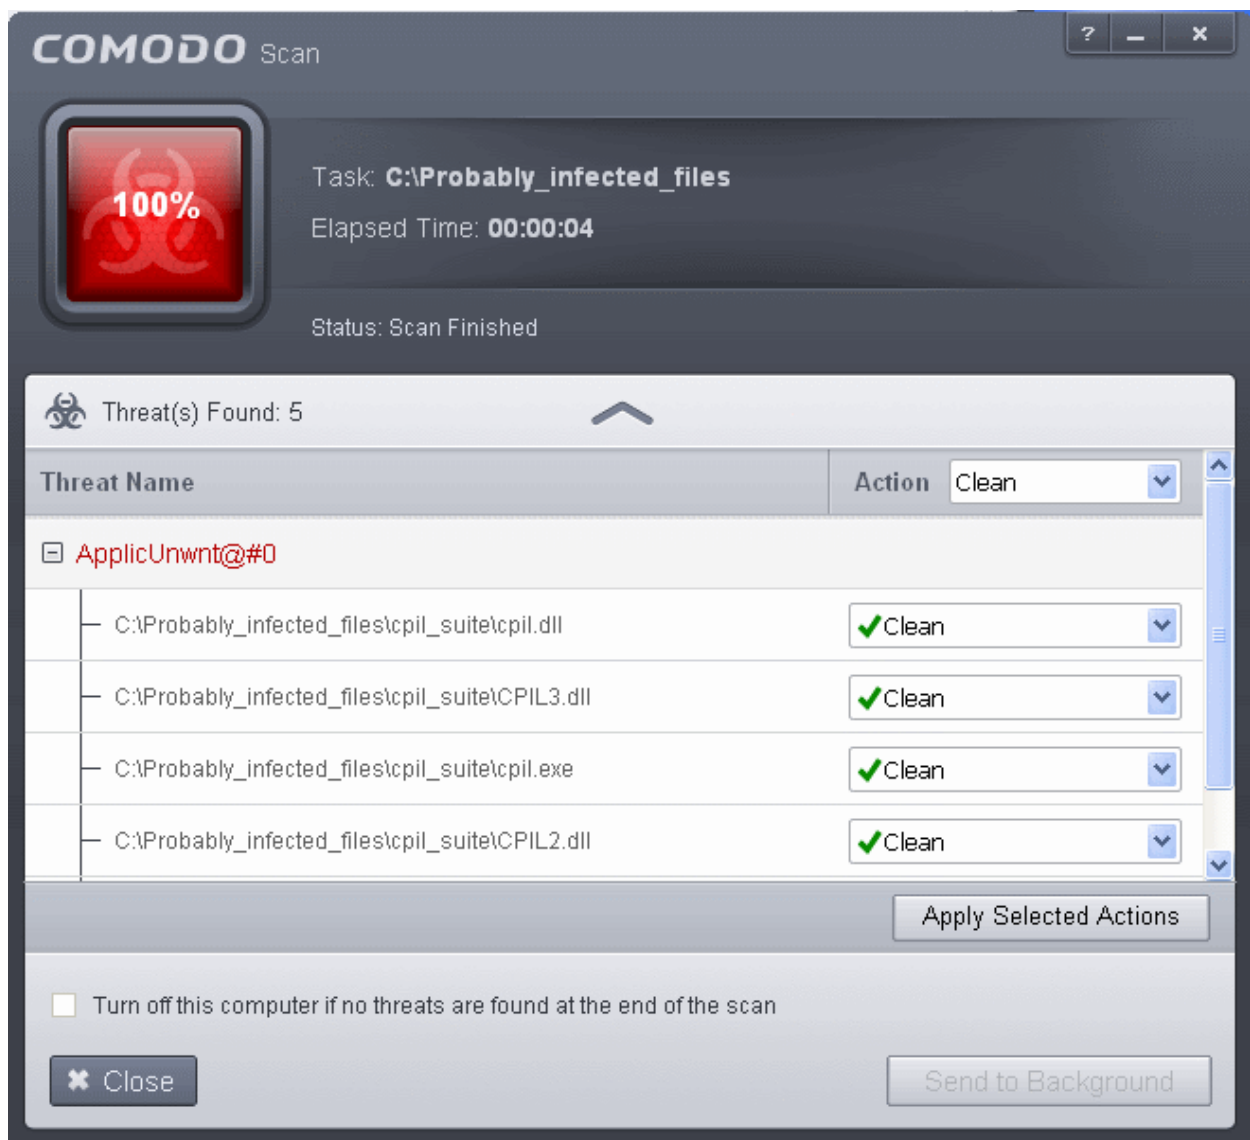 COMODO Scan
?
100%
Task: C:\Probably_infected_files
Elapsed Time: 00:00:04
Status: Scan Finished
Threat(s) Found: 5
Threat Name Action Clean
ApplicUnwnt@#0
C:\Probably_infected_files\cpil_suite\cpil.dll Clean
C:\Probably_infected_files\cpil_suite\CPIL3.dll Clean
C:\Probably_infected_files\cpil_suite\cpil.exe Clean
C:\Probably_infected_files\cpil_suite\CPIL2.dll Clean
Apply Selected Actions
Turn off this computer if no threats are found at the end of the scan
Close Send to Background